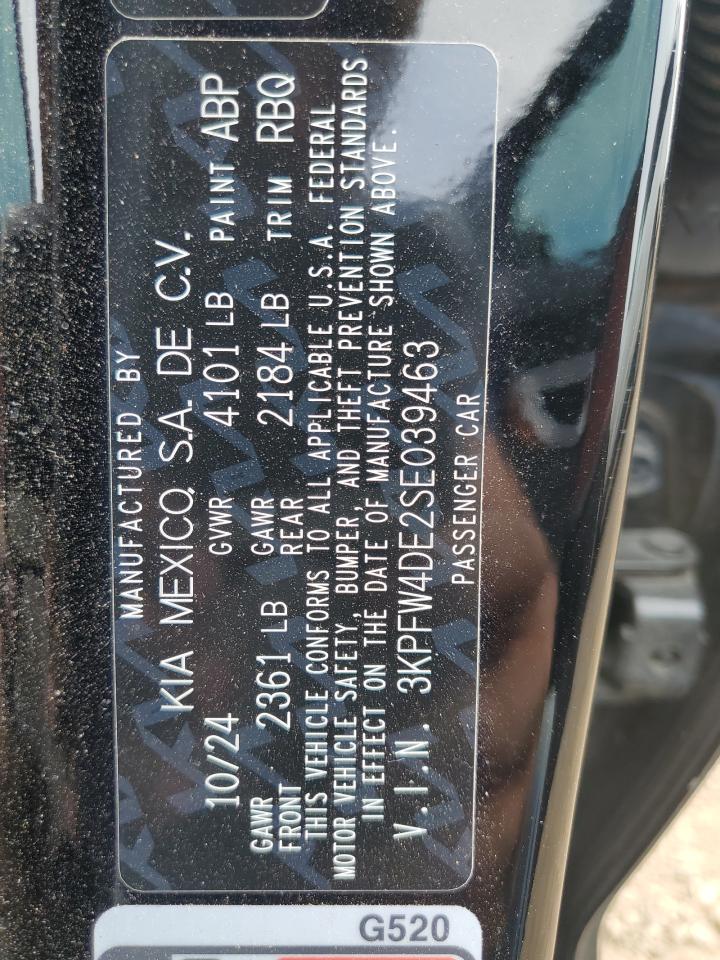 MANUFACTURED BY
KIA MEXICO, S.A. DE C.V.
10/24 GVWR 4101 LB PAINT ABP
GAWR FRONT 2361 LB GAWR REAR 2184 LB TRIM RBQ
THIS VEHICLE CONFORMS TO ALL APPLICABLE U.S.A. FEDERAL
MOTOR VEHICLE SAFETY, BUMPER, AND THEFT PREVENTION STANDARDS
IN EFFECT ON THE DATE OF MANUFACTURE SHOWN ABOVE.
V.I.N. 3KPFW4DE2SE039463
PASSENGER CAR
G520